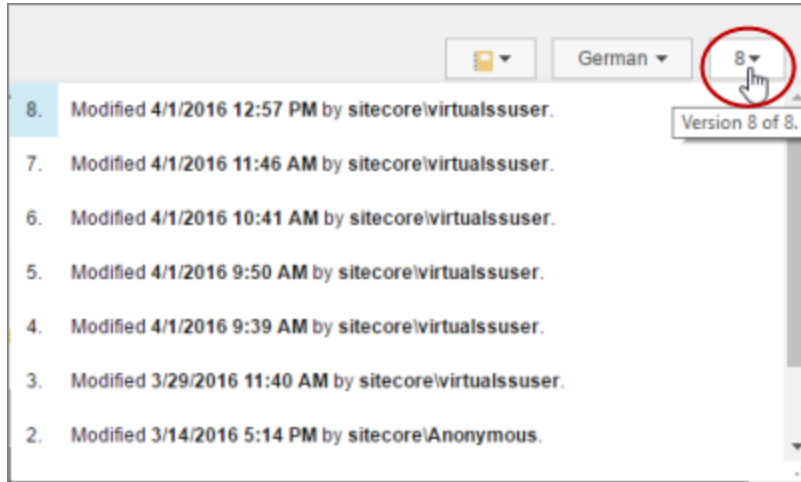 German 8
8. Modified 4/1/2016 12:57 PM by sitecore\virtualssuser.
Version 8 of 8.
7. Modified 4/1/2016 11:46 AM by sitecore\virtualssuser.
6. Modified 4/1/2016 10:41 AM by sitecore\virtualssuser.
5. Modified 4/1/2016 9:50 AM by sitecore\virtualssuser.
4. Modified 4/1/2016 9:39 AM by sitecore\virtualssuser.
3. Modified 3/29/2016 11:40 AM by sitecore\virtualssuser.
2. Modified 3/14/2016 5:14 PM by sitecore\Anonymous.